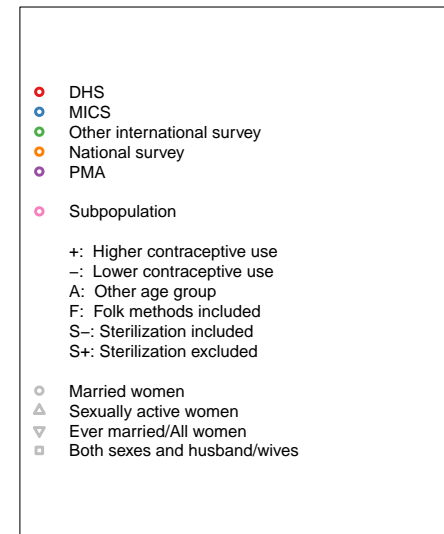 DHS
MICS
Other international survey
National survey
PMA
Subpopulation
+: Higher contraceptive use
−: Lower contraceptive use
A: Other age group
F: Folk methods included
S−: Sterilization included
S+: Sterilization excluded
Married women
Sexually active women
Ever married/All women
Both sexes and husband/wives